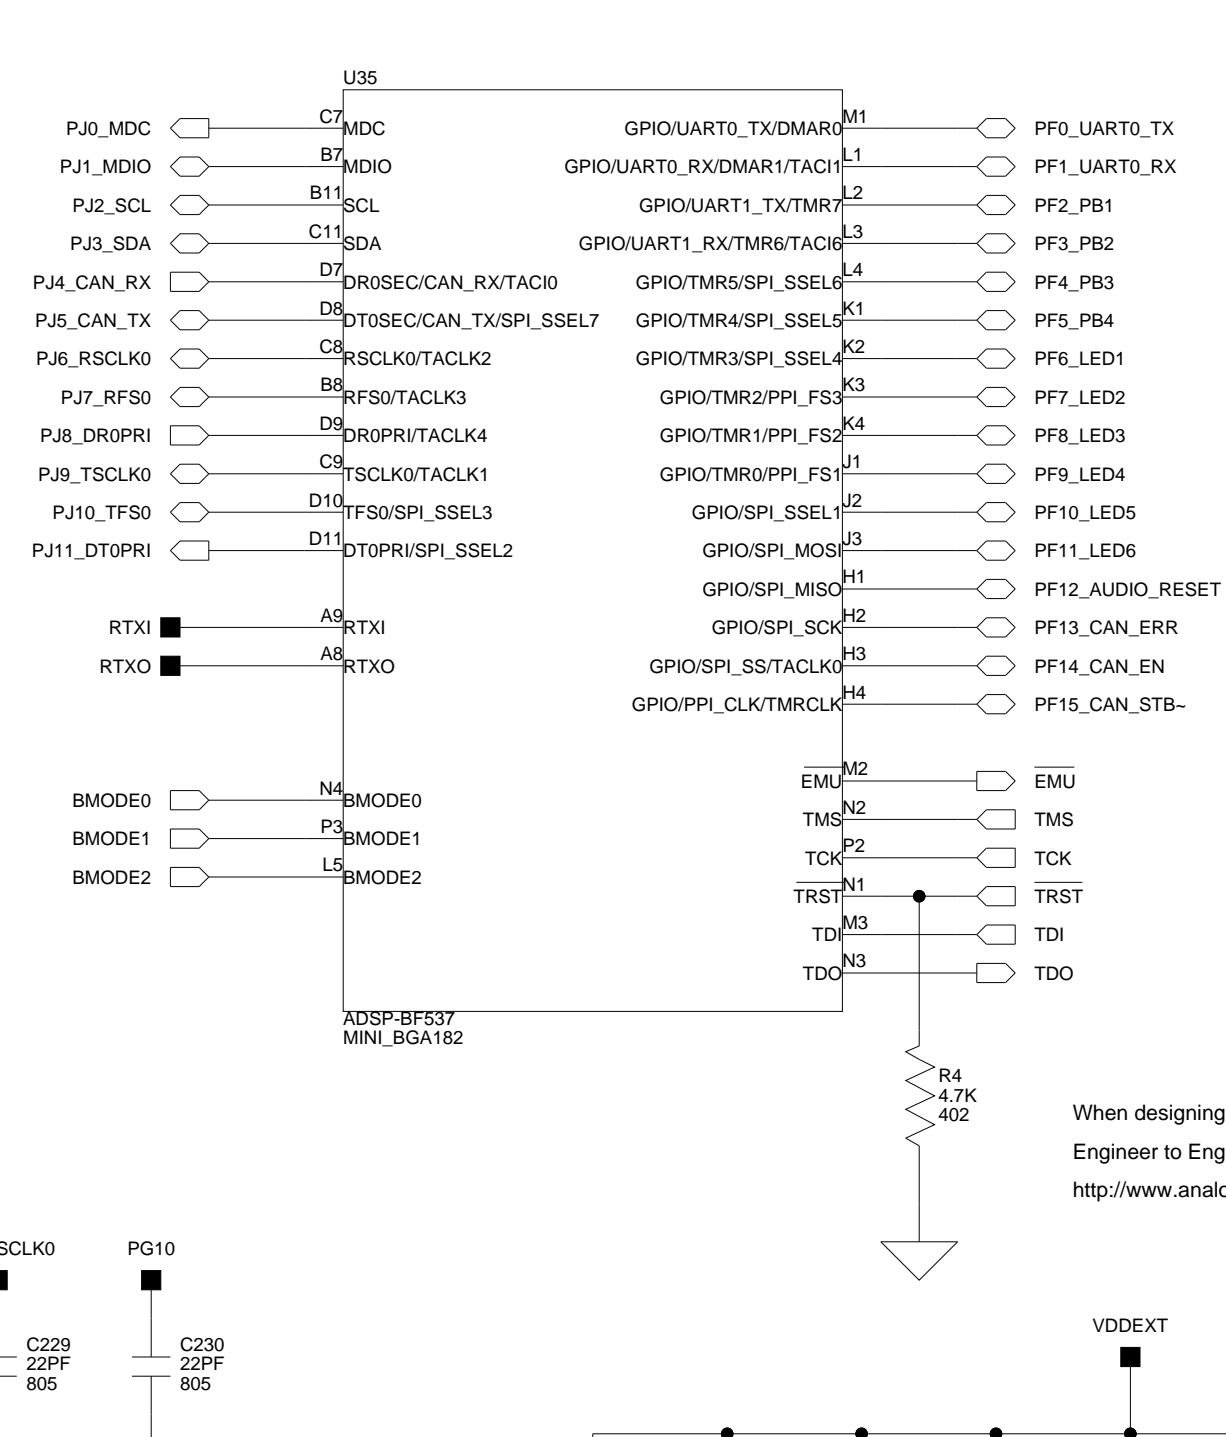 U35
PJ0_MDC C7 MDC GPIO/UART0_TX/DMAR0 M1 PF0_UART0_TX
PJ1_MDIO B7 MDIO GPIO/UART0_RX/DMAR1/TACI1 L1 PF1_UART0_RX
PJ2_SCL B11 SCL GPIO/UART1_TX/TMR7 L2 PF2_PB1
PJ3_SDA C11 SDA GPIO/UART1_RX/TMR6/TACI6 L3 PF3_PB2
PJ4_CAN_RX D7 DR0SEC/CAN_RX/TACI0 GPIO/TMR5/SPI_SSEL6 L4 PF4_PB3
PJ5_CAN_TX D8 DT0SEC/CAN_TX/SPI_SSEL7 GPIO/TMR4/SPI_SSEL5 K1 PF5_PB4
PJ6_RSCLK0 C8 RSCLK0/TACLK2 GPIO/TMR3/SPI_SSEL4 K2 PF6_LED1
PJ7_RFS0 B8 RFS0/TACLK3 GPIO/TMR2/PPI_FS3 K3 PF7_LED2
PJ8_DR0PRI D9 DR0PRI/TACLK4 GPIO/TMR1/PPI_FS2 K4 PF8_LED3
PJ9_TSCLK0 C9 TSCLK0/TACLK1 GPIO/TMR0/PPI_FS1 J1 PF9_LED4
PJ10_TFS0 D10 TFS0/SPI_SSEL3 GPIO/SPI_SSEL1 J2 PF10_LED5
PJ11_DT0PRI D11 DT0PRI/SPI_SSEL2 GPIO/SPI_MOSI J3 PF11_LED6
GPIO/SPI_MISO H1 PF12_AUDIO_RESET
RTXI A9 RTXI GPIO/SPI_SCK H2 PF13_CAN_ERR
RTXO A8 RTXO GPIO/SPI_SS/TACLK0 H3 PF14_CAN_EN
GPIO/PPI_CLK/TMRCLK H4 PF15_CAN_STB~
EMU M2 EMU
BMODE0 N4 BMODE0 TMS N2 TMS
BMODE1 P3 BMODE1 TCK P2 TCK
BMODE2 L5 BMODE2 TRST N1 TRST
TDI M3 TDI
TDO N3 TDO
ADSP-BF537
MINI_BGA182
R4
4.7K
402
When designing
Engineer to Eng
http://www.analo
SCLK0 PG10
C229 C230
22PF 22PF
805 805
VDDEXT